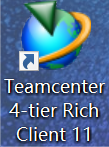 Teamcenter
4-tier Rich
Client 11